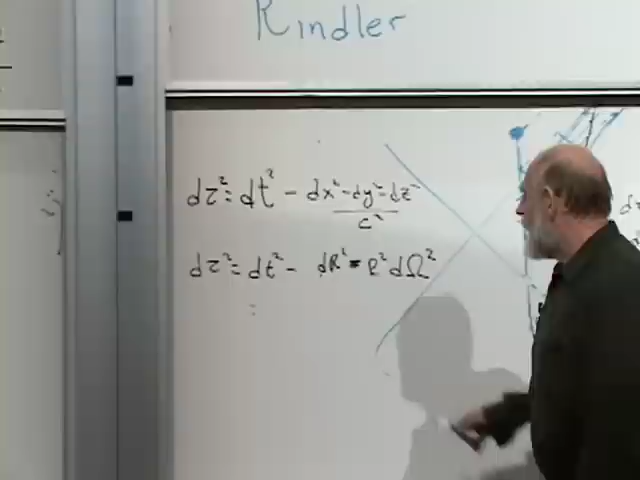 Rindler
dτ² = dt² - dx² - dy² - dz² / c²
dτ² = dt² - dR² - R² dΩ²
=